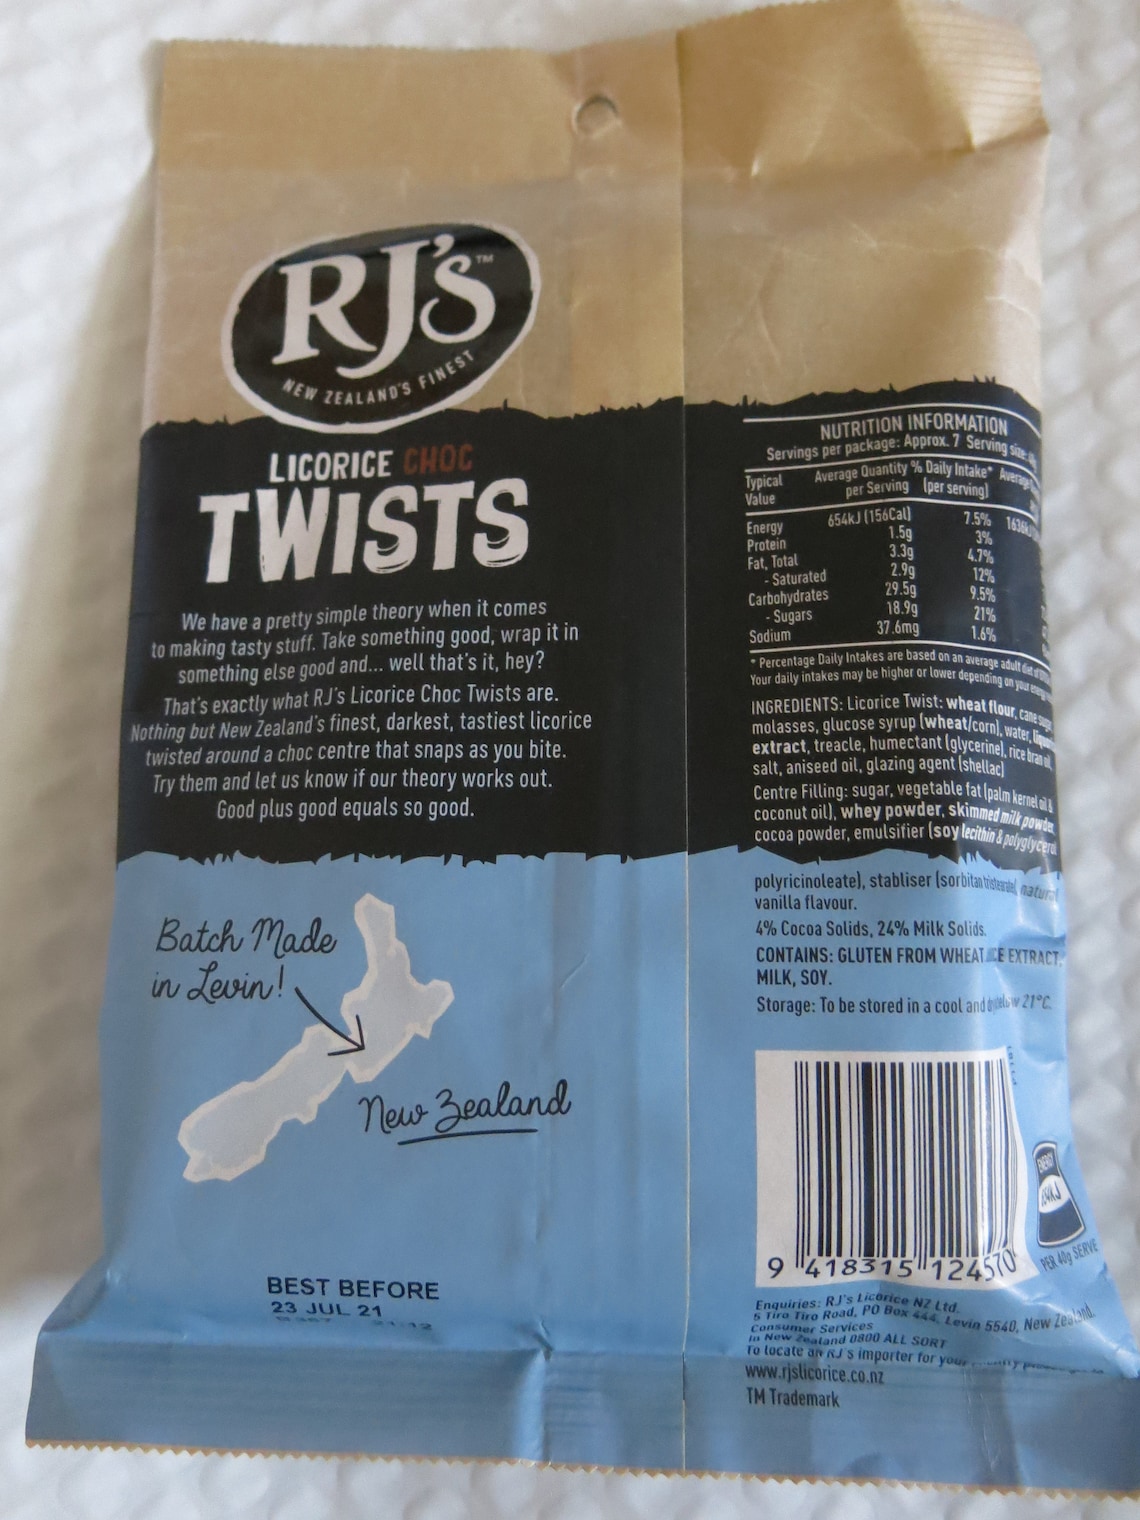 RJ'S™
NEW ZEALAND'S FINEST
LICORICE CHOC
TWISTS
We have a pretty simple theory when it comes
to making tasty stuff. Take something good, wrap it in
something else good and... well that's it, hey?
That's exactly what RJ's Licorice Choc Twists are.
Nothing but New Zealand's finest, darkest, tastiest licorice
twisted around a choc centre that snaps as you bite.
Try them and let us know if our theory works out.
Good plus good equals so good.
Batch Made
in Levin!
New Zealand
BEST BEFORE
23 JUL 21
NUTRITION INFORMATION
Servings per package: Approx. 7 Serving size:
Typical Average Quantity % Daily Intake* Average
Value per Serving (per serving)
Energy 654kJ (156Cal) 7.5%
Protein 1.5g 3%
Fat, Total 3.3g 4.7%
- Saturated 2.9g 12%
Carbohydrates 29.5g 9.5%
- Sugars 18.9g 21%
Sodium 37.6mg 1.6%
* Percentage Daily Intakes are based on an average adult diet of
Your daily intakes may be higher or lower depending on your energy
INGREDIENTS: Licorice Twist: wheat flour, cane sugar,
molasses, glucose syrup (wheat/corn), water,
extract, treacle, humectant (glycerine), rice bran oil,
salt, aniseed oil, glazing agent (shellac)
Centre Filling: sugar, vegetable fat (palm kernel oil &
coconut oil), whey powder, skimmed milk powder,
cocoa powder, emulsifier (soy lecithin & polyglycerol
polyricinoleate), stabliser (sorbitan tristearate), natural
vanilla flavour.
4% Cocoa Solids, 24% Milk Solids.
CONTAINS: GLUTEN FROM WHEAT EXTRACT,
MILK, SOY.
Storage: To be stored in a cool and 21°C.
9 418315 124570
ENERGY
654KJ
PER 40g SERVE
Enquiries: RJ's Licorice NZ Ltd.
5 Tiro Tiro Road, PO Box 444, Levin 5540, New Zealand.
Consumer Services
In New Zealand 0800 ALL SORT
To locate an RJ's importer for your
www.rjslicorice.co.nz
TM Trademark